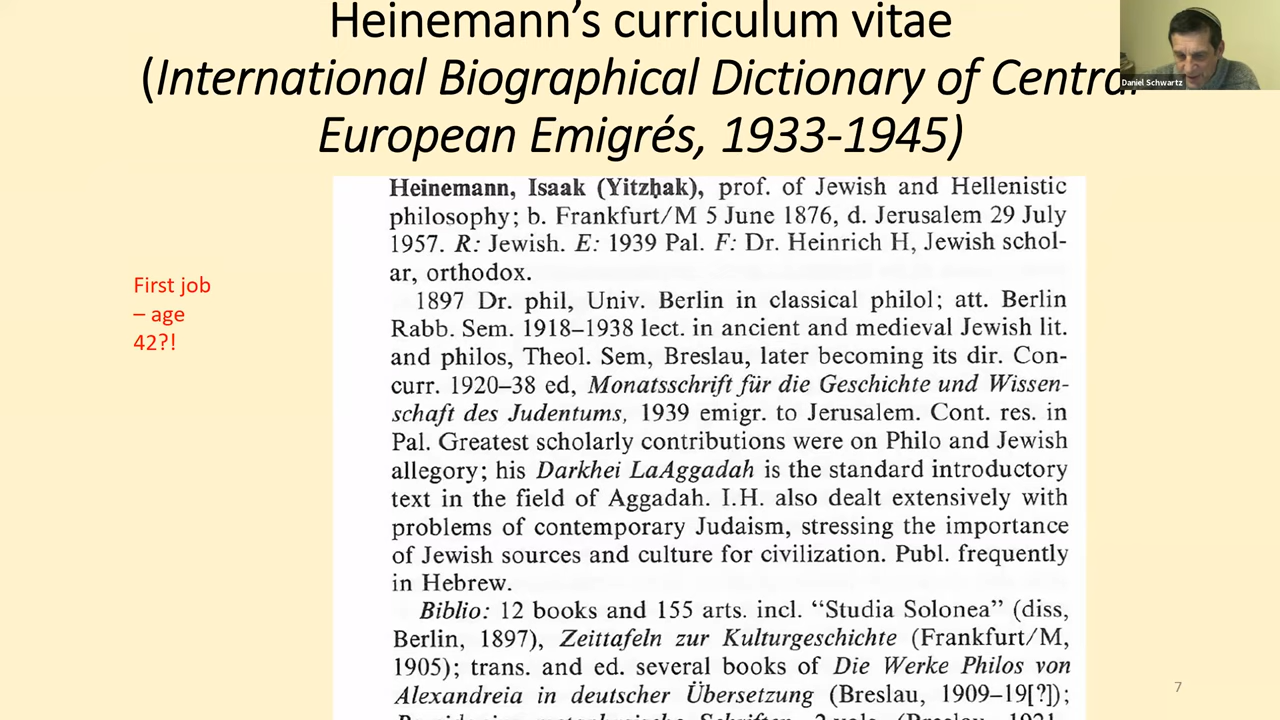 Heinemann's curriculum vitae
(International Biographical Dictionary of Central
European Emigrés, 1933-1945)
Daniel Schwartz
First job
– age
42?!
Heinemann, Isaak (Yitzḥak), prof. of Jewish and Hellenistic
philosophy; b. Frankfurt/M 5 June 1876, d. Jerusalem 29 July
1957. R: Jewish. E: 1939 Pal. F: Dr. Heinrich H, Jewish schol-
ar, orthodox.
1897 Dr. phil, Univ. Berlin in classical philol; att. Berlin
Rabb. Sem. 1918–1938 lect. in ancient and medieval Jewish lit.
and philos, Theol. Sem, Breslau, later becoming its dir. Con-
curr. 1920–38 ed, Monatsschrift für die Geschichte und Wissen-
schaft des Judentums, 1939 emigr. to Jerusalem. Cont. res. in
Pal. Greatest scholarly contributions were on Philo and Jewish
allegory; his Darkhei LaAggadah is the standard introductory
text in the field of Aggadah. I.H. also dealt extensively with
problems of contemporary Judaism, stressing the importance
of Jewish sources and culture for civilization. Publ. frequently
in Hebrew.
Biblio: 12 books and 155 arts. incl. “Studia Solonea” (diss,
Berlin, 1897), Zeittafeln zur Kulturgeschichte (Frankfurt/M,
1905); trans. and ed. several books of Die Werke Philos von
Alexandreia in deutscher Übersetzung (Breslau, 1909–19[?]);
2 vols. (Breslau, 1921
7